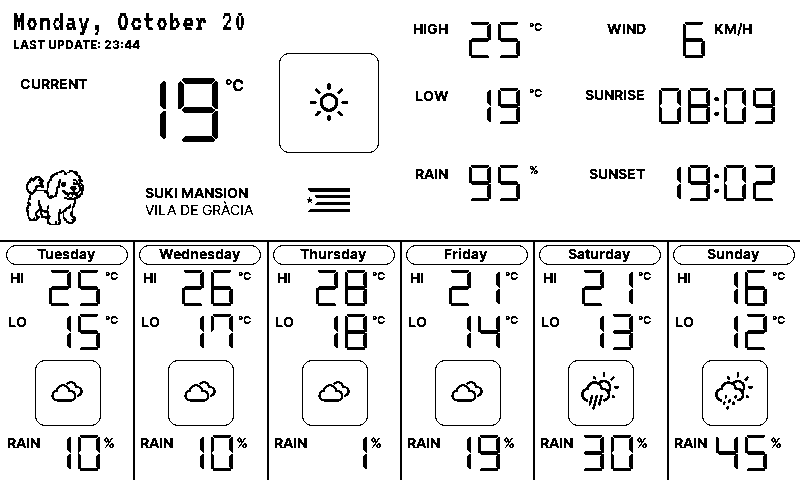 Monday, October 20
LAST UPDATE: 23:44
CURRENT 19 °C
SUKI MANSION
VILA DE GRÀCIA
HIGH 25 °C
LOW 19 °C
RAIN 95 %
WIND 6 KM/H
SUNRISE 08:09
SUNSET 19:02
Tuesday
HI 25 °C
LO 15 °C
RAIN 10 %
Wednesday
HI 26 °C
LO 17 °C
RAIN 10 %
Thursday
HI 28 °C
LO 18 °C
RAIN 1 %
Friday
HI 21 °C
LO 14 °C
RAIN 19 %
Saturday
HI 21 °C
LO 13 °C
RAIN 30 %
Sunday
HI 16 °C
LO 12 °C
RAIN 45 %